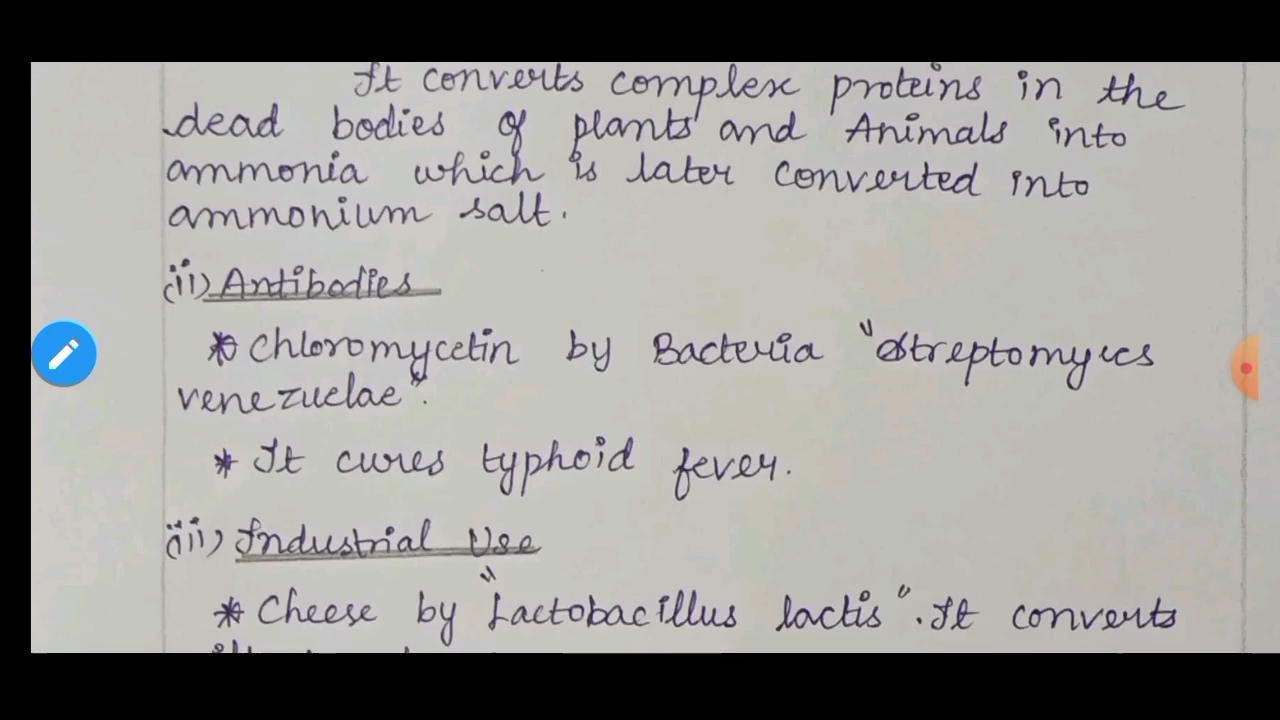 It converts complex proteins in the
dead bodies of plants and Animals into
ammonia which is later converted into
ammonium salt.
(ii) Antibodies
* Chloromycetin by Bacteria "Streptomyces
venezuelae".
* It cures typhoid fever.
(iii) Industrial Use
* Cheese by "Lactobacillus lactis". It converts